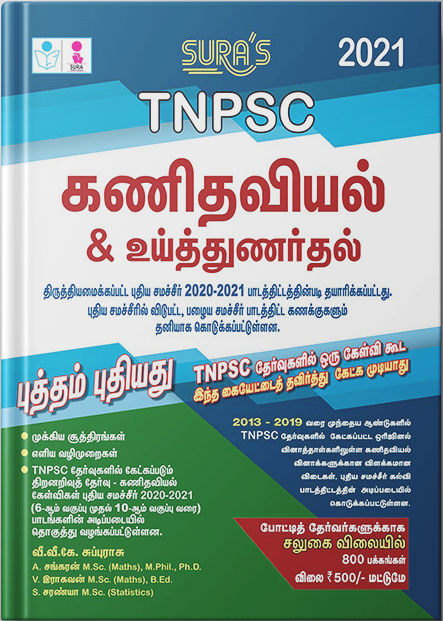 SURA'S
2021
SURA
TNPSC
கணிதவியல்
& உய்த்துணர்தல்
திருத்தியமைக்கப்பட்ட புதிய சமச்சீர் 2020-2021 பாடத்திட்டத்தின்படி தயாரிக்கப்பட்டது.
புதிய சமச்சீரில் விடுபட்ட, பழைய சமச்சீர் பாடத்திட்ட கணக்குகளும்
தனியாக கொடுக்கப்பட்டுள்ளன.
புத்தம் புதியது
TNPSC தேர்வுகளில் ஒரு கேள்வி கூட
இந்த கையேட்டைத் தவிர்த்து கேட்க முடியாது
முக்கிய சூத்திரங்கள்
எளிய வழிமுறைகள்
TNPSC தேர்வுகளில் கேட்கப்படும்
திறனறிவுத் தேர்வு - கணிதவியல்
கேள்விகள் புதிய சமச்சீர் 2020-2021
(6-ஆம் வகுப்பு முதல் 10-ஆம் வகுப்பு வரை)
பாடங்களின் அடிப்படையில்
தொகுத்து வழங்கப்பட்டுள்ளன.
வி.வி.கே. சுப்புராசு
A. சங்கரன் M.Sc. (Maths), M.Phil., Ph.D.
V. இராகவன் M.Sc. (Maths), B.Ed.
S. சரண்யா M.Sc. (Statistics)
2013 - 2019 வரை முந்தைய ஆண்டுகளில்
TNPSC தேர்வுகளில் கேட்கப்பட்ட ஒரிஜினல்
வினாத்தாள்களிலுள்ள கணிதவியல்
வினாக்களுக்கான விளக்கமான
விடைகள், புதிய சமச்சீர் கல்வி
பாடத்திட்டத்தின் அடிப்படையில்
கொடுக்கப்பட்டுள்ளன.
போட்டித் தேர்வர்களுக்காக
சலுகை விலையில்
800 பக்கங்கள்
விலை ₹500/- மட்டுமே